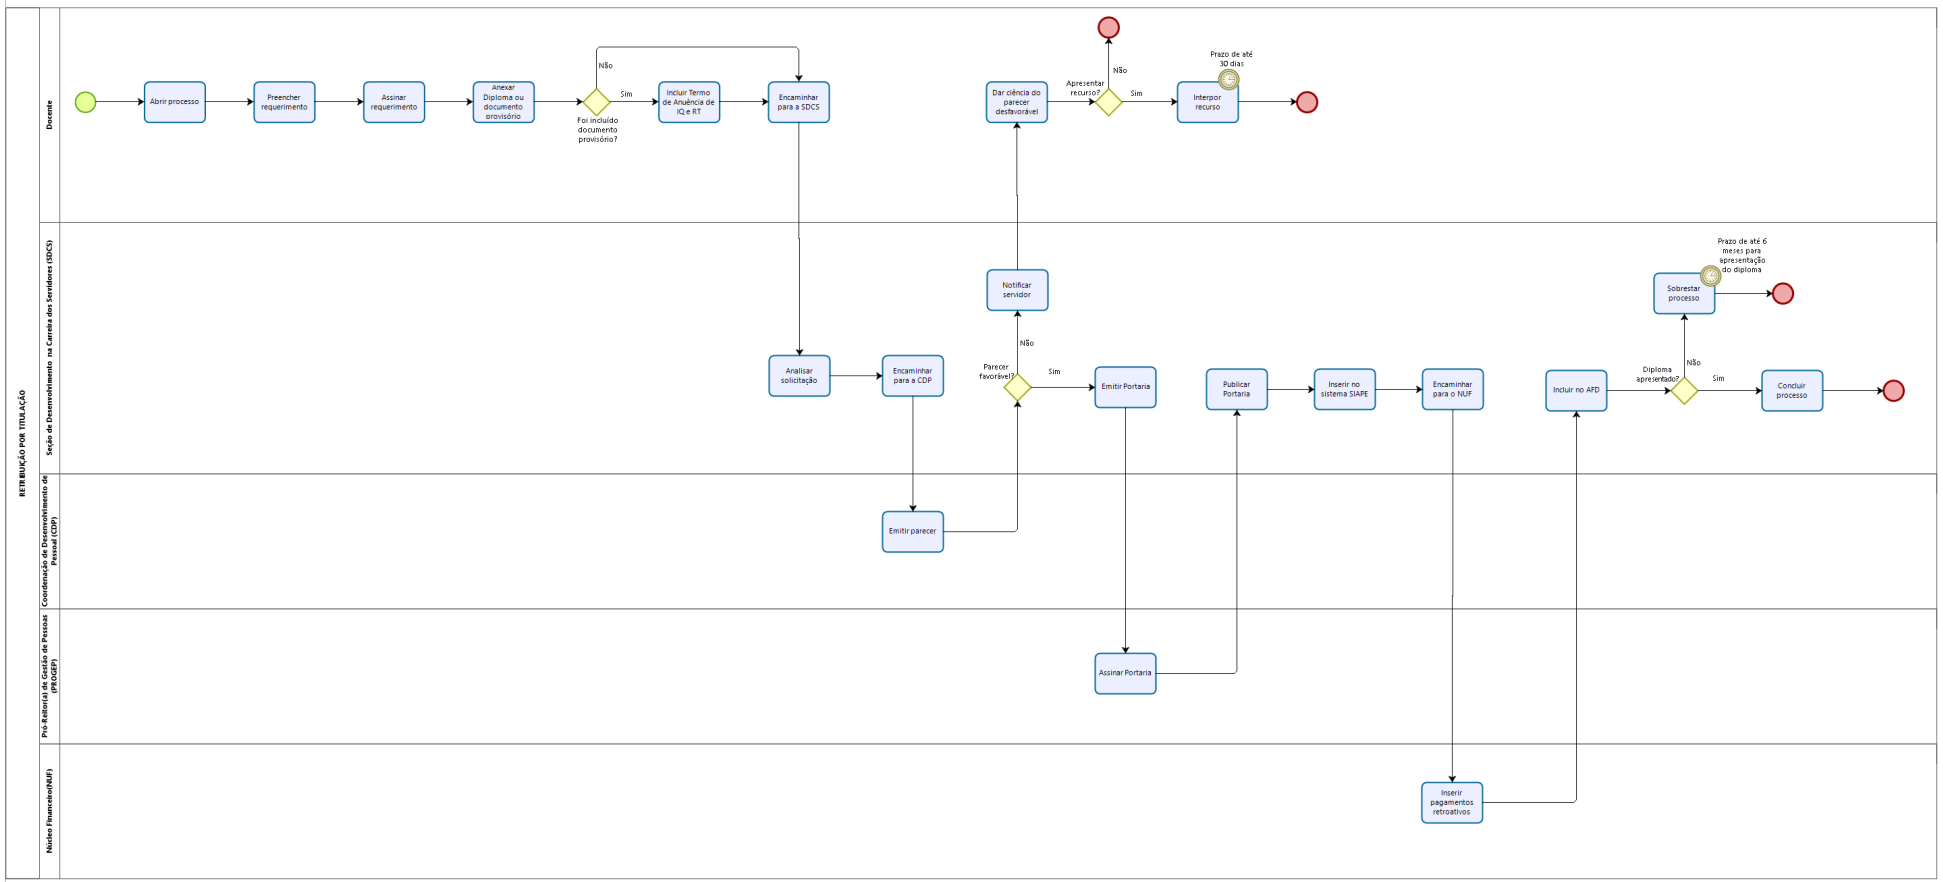 RETRIBUIÇÃO POR TITULAÇÃO
Docente
Abrir processo
Preencher
requerimento
Assinar
requerimento
Anexar
Diploma ou
documento
provisório
Não
Foi incluído
documento
provisório?
Sim
Incluir Termo
de Anuência de
IQ e RT
Encaminhar
para a SDCS
Dar ciência do
parecer
desfavorável
Apresentar
recurso?
Não
Sim
Prazo de até
30 dias
Interpor
recurso
Seção de Desenvolvimento na Carreira dos Servidores (SDCS)
Analisar
solicitação
Encaminhar
para a CDP
Notificar
servidor
Não
Parecer
favorável?
Sim
Emitir Portaria
Publicar
Portaria
Inserir no
sistema SIAPE
Encaminhar
para o NUF
Incluir no AFD
Diploma
apresentado?
Não
Sim
Prazo de até 6
meses para
apresentação
do diploma
Sobrestar
processo
Concluir
processo
Coordenação de Desenvolvimento de
Pessoal (CDP)
Emitir parecer
Pró-Reitor(a) de Gestão de Pessoas
(PROGEP)
Assinar Portaria
Núcleo Financeiro(NUF)
Inserir
pagamentos
retroativos